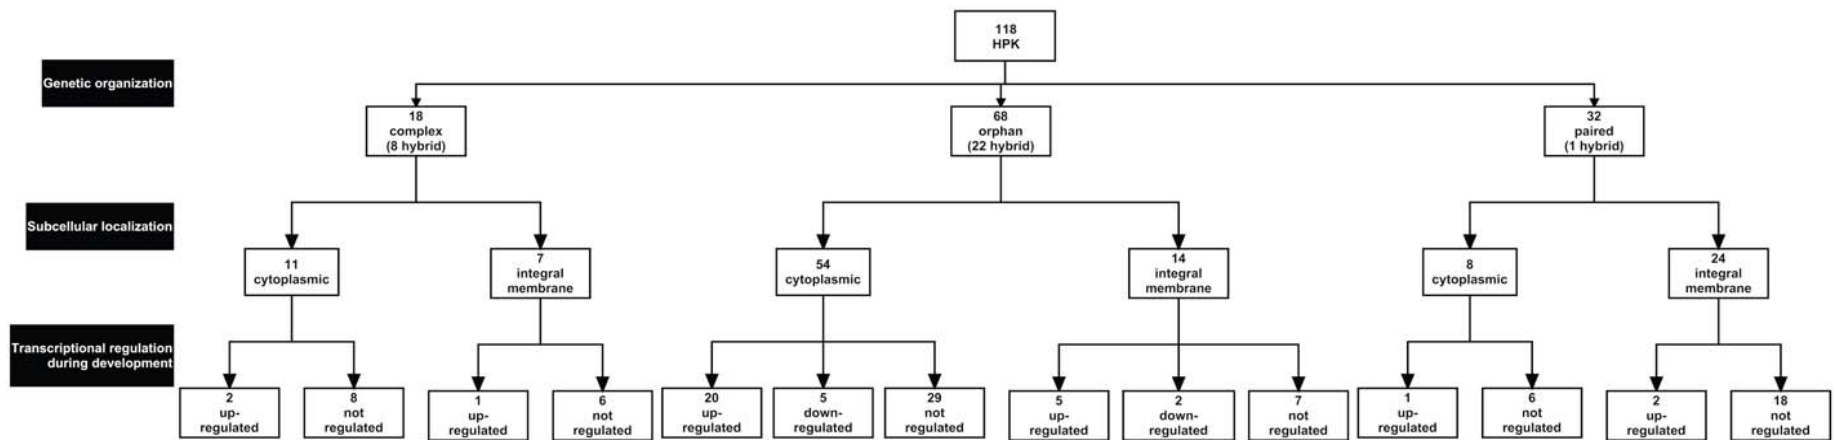 118
HPK
Genetic organization
18
complex
(8 hybrid)
68
orphan
(22 hybrid)
32
paired
(1 hybrid)
Subcellular localization
11
cytoplasmic
7
integral
membrane
54
cytoplasmic
14
integral
membrane
8
cytoplasmic
24
integral
membrane
Transcriptional regulation
during development
2
up-
regulated
8
not
regulated
1
up-
regulated
6
not
regulated
20
up-
regulated
5
down-
regulated
29
not
regulated
5
up-
regulated
2
down-
regulated
7
not
regulated
1
up-
regulated
6
not
regulated
2
up-
regulated
18
not
regulated